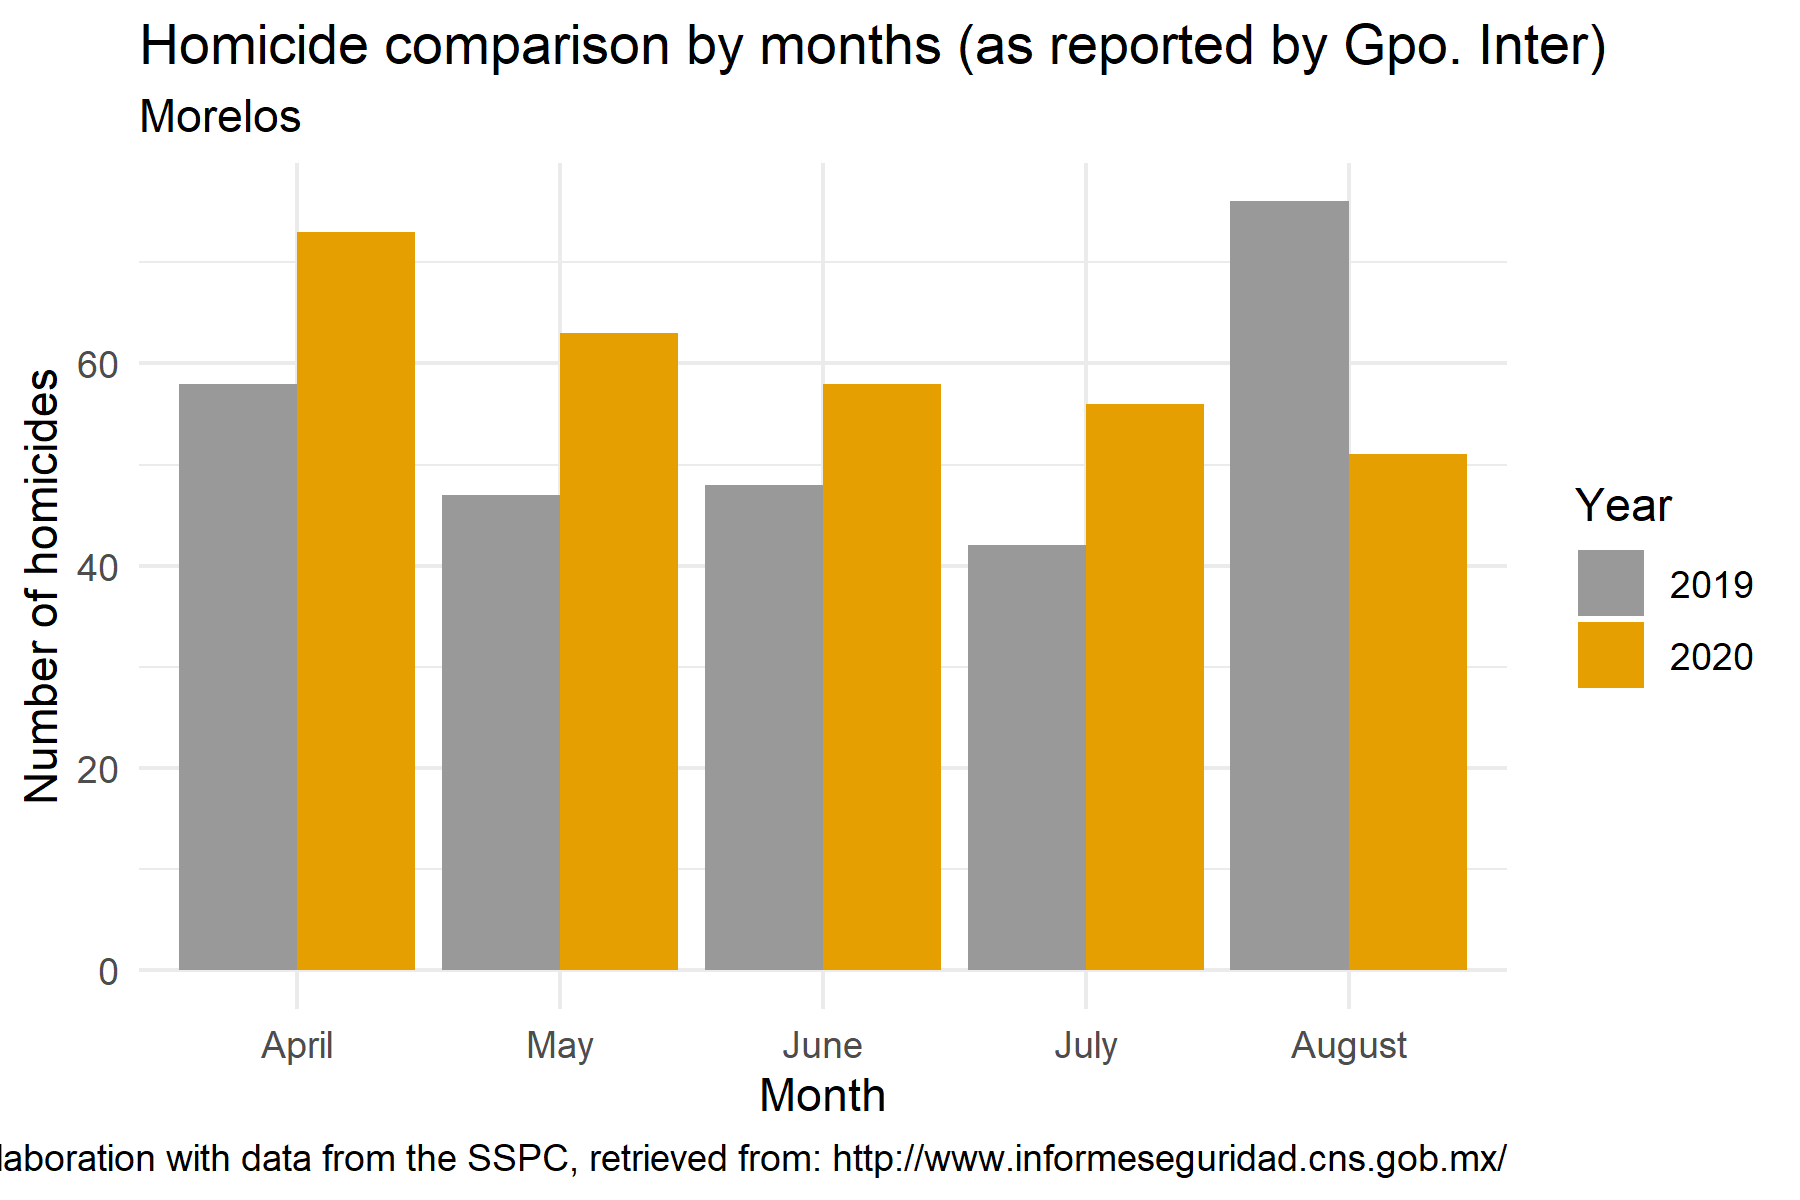 Homicide comparison by months (as reported by Gpo. Inter)
Morelos
Number of homicides
60
40
20
0
April May June July August
Month
Year
2019
2020
with data from the SSPC, retrieved from: http://www.informeseguridad.cns.gob.mx/